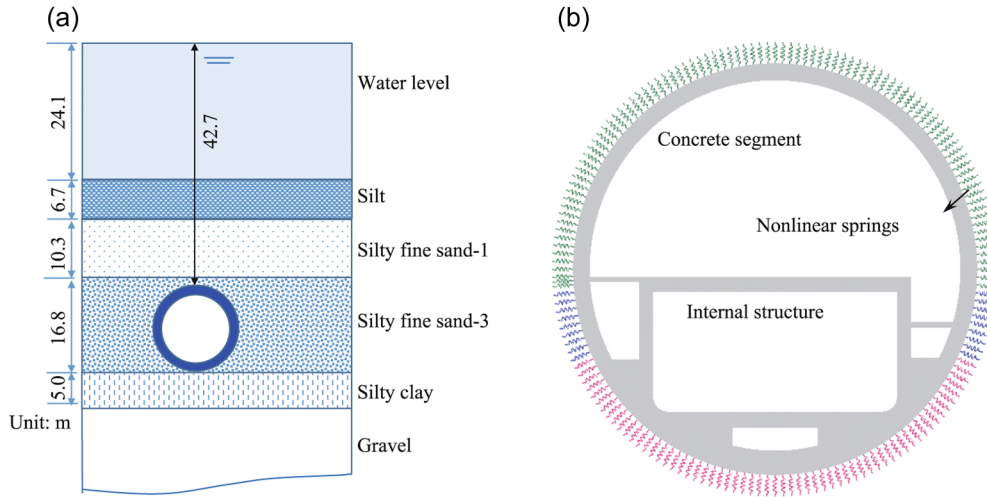 (a)
24.1
6.7
10.3
16.8
5.0
42.7
Water level
Silt
Silty fine sand-1
Silty fine sand-3
Silty clay
Gravel
Unit: m
(b)
Concrete segment
Nonlinear springs
Internal structure